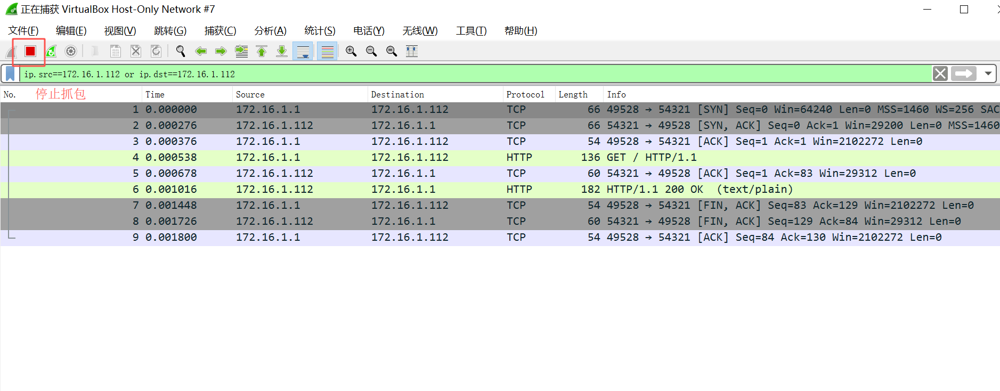 正在捕获 VirtualBox Host-Only Network #7
文件(F) 编辑(E) 视图(V) 跳转(G) 捕获(C) 分析(A) 统计(S) 电话(Y) 无线(W) 工具(T) 帮助(H)
ip.src==172.16.1.112 or ip.dst==172.16.1.112
No. 停止抓包 Time Source Destination Protocol Length Info
1 0.000000 172.16.1.1 172.16.1.112 TCP 66 49528 → 54321 [SYN] Seq=0 Win=64240 Len=0 MSS=1460 WS=256 SAC
2 0.000276 172.16.1.112 172.16.1.1 TCP 66 54321 → 49528 [SYN, ACK] Seq=0 Ack=1 Win=29200 Len=0 MSS=1460
3 0.000376 172.16.1.1 172.16.1.112 TCP 54 49528 → 54321 [ACK] Seq=1 Ack=1 Win=2102272 Len=0
4 0.000538 172.16.1.1 172.16.1.112 HTTP 136 GET / HTTP/1.1
5 0.000678 172.16.1.112 172.16.1.1 TCP 60 54321 → 49528 [ACK] Seq=1 Ack=83 Win=29312 Len=0
6 0.001016 172.16.1.112 172.16.1.1 HTTP 182 HTTP/1.1 200 OK (text/plain)
7 0.001448 172.16.1.1 172.16.1.112 TCP 54 49528 → 54321 [FIN, ACK] Seq=83 Ack=129 Win=2102272 Len=0
8 0.001726 172.16.1.112 172.16.1.1 TCP 60 54321 → 49528 [FIN, ACK] Seq=129 Ack=84 Win=29312 Len=0
9 0.001800 172.16.1.1 172.16.1.112 TCP 54 49528 → 54321 [ACK] Seq=84 Ack=130 Win=2102272 Len=0